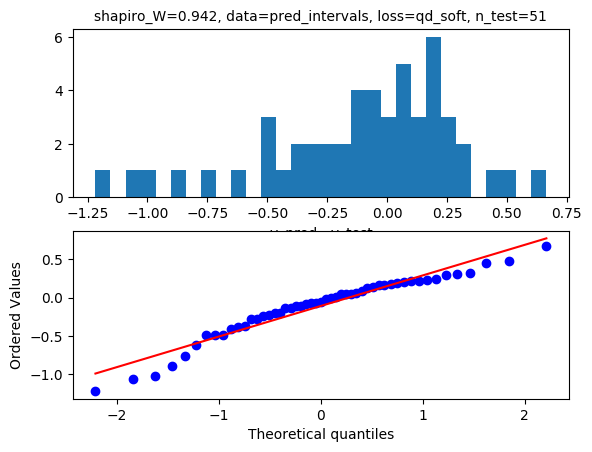 shapiro_W=0.942, data=pred_intervals, loss=qd_soft, n_test=51
6
4
2
0
−1.25 −1.00 −0.75 −0.50 −0.25 0.00 0.25 0.50 0.75
0.5
0.0
−0.5
−1.0
Ordered Values
−2 −1 0 1 2
Theoretical quantiles